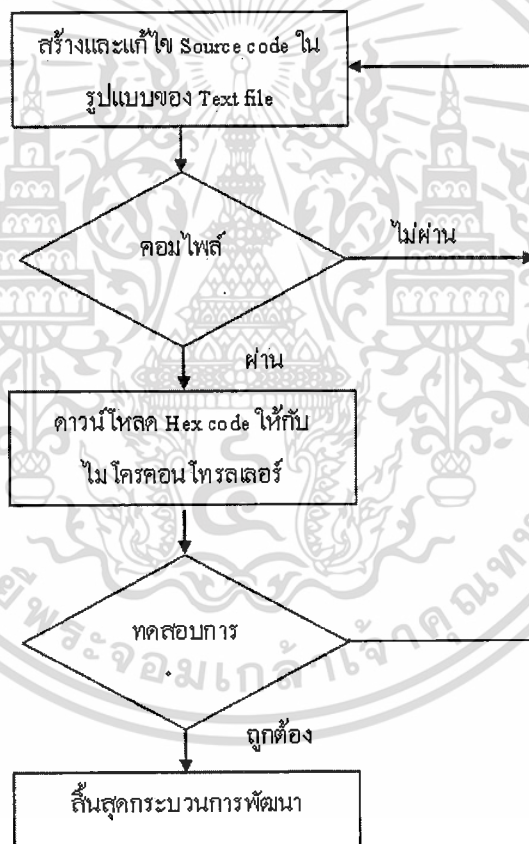 สร้างและแก้ไข Source code ใน
รูปแบบของ Text file
คอมไพล์
ไม่ผ่าน
ผ่าน
ดาวน์โหลด Hex code ให้กับ
ไมโครคอนโทรลเลอร์
ทดสอบการ
ถูกต้อง
สิ้นสุดกระบวนการพัฒนา